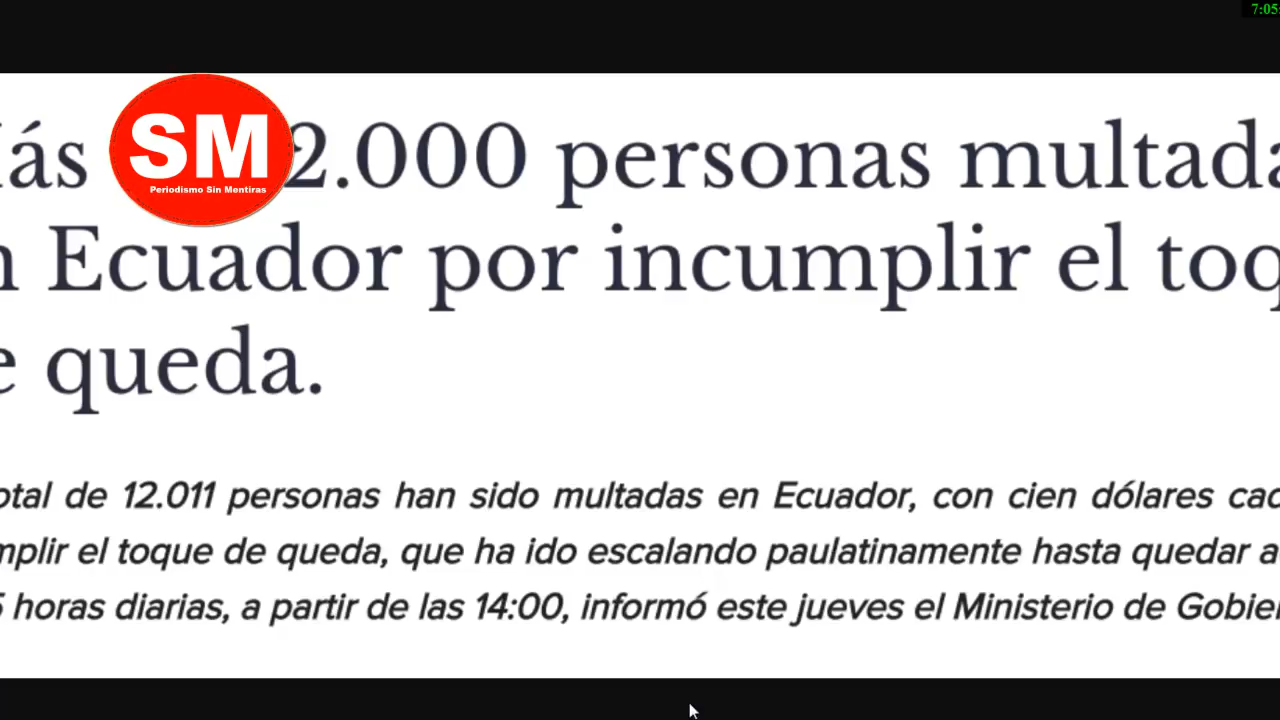 7:05:
ás 2.000 personas multada
n Ecuador por incumplir el toq
e queda.
SM
Periodismo Sin Mentiras
otal de 12.011 personas han sido multadas en Ecuador, con cien dólares cad
mplir el toque de queda, que ha ido escalando paulatinamente hasta quedar a
5 horas diarias, a partir de las 14:00, informó este jueves el Ministerio de Gobier